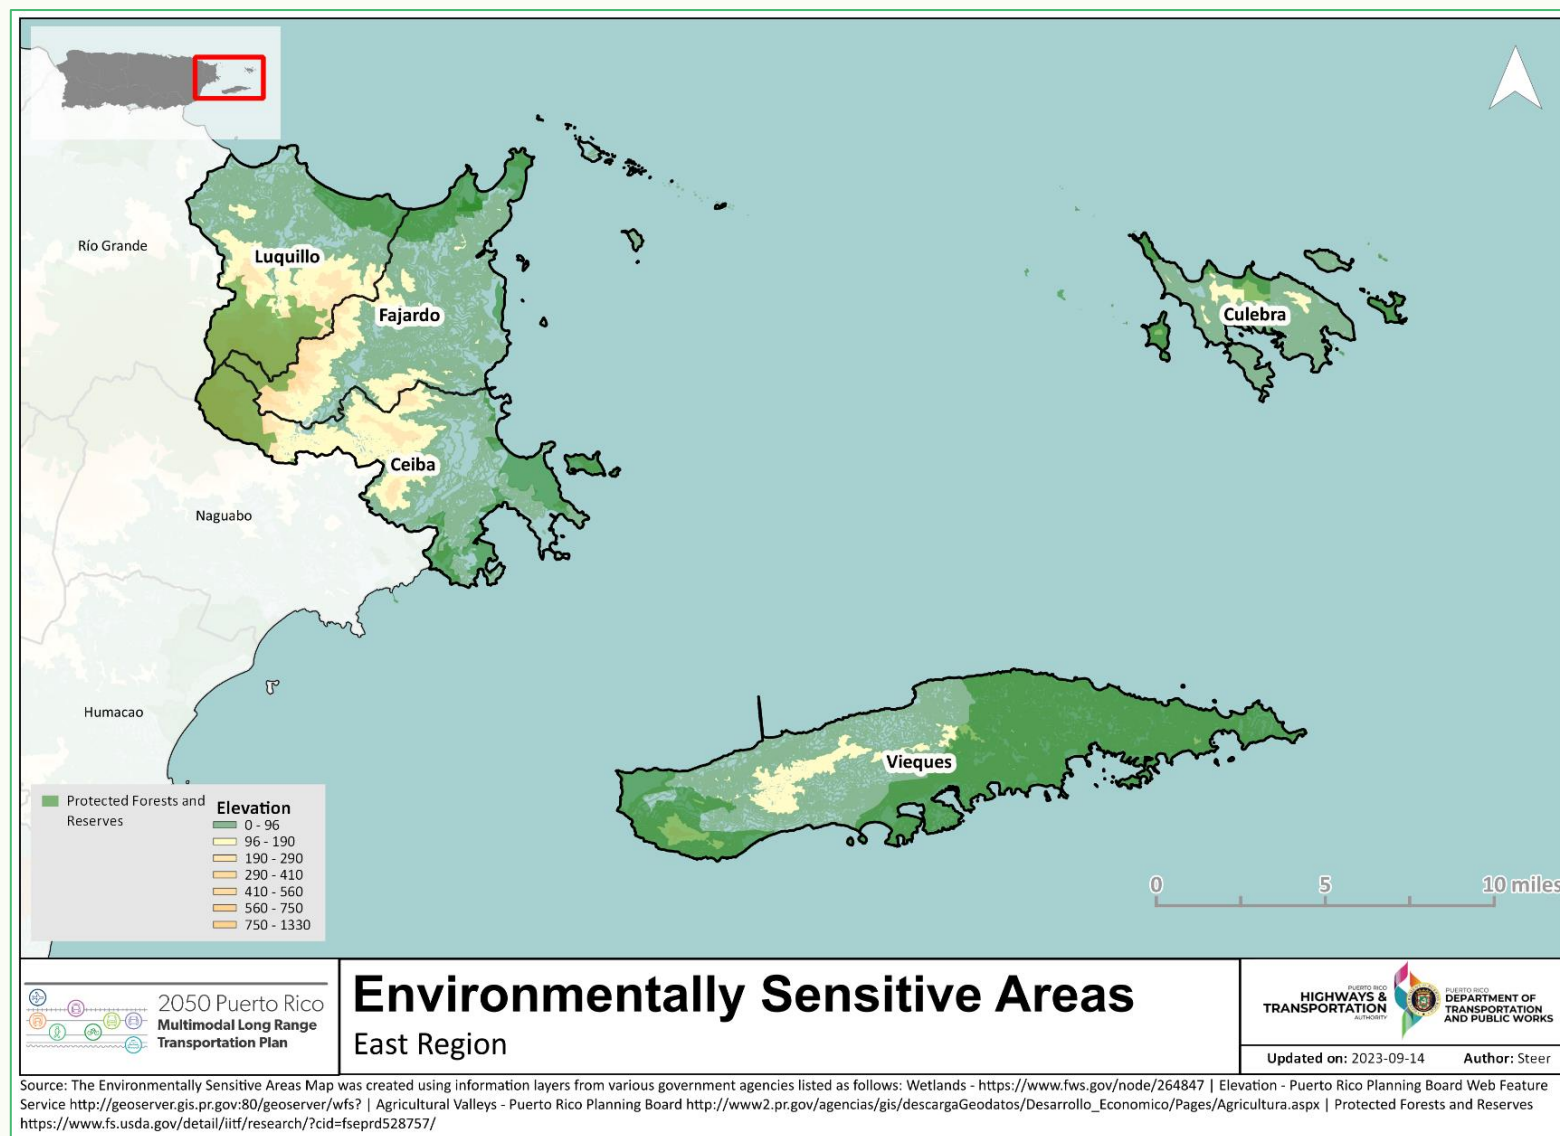 Río Grande
Luquillo
Fajardo
Culebra
Ceiba
Naguabo
Humacao
Vieques
Protected Forests and
Reserves
Elevation
0 - 96
96 - 190
190 - 290
290 - 410
410 - 560
560 - 750
750 - 1330
0 5 10 miles
2050 Puerto Rico
Multimodal Long Range
Transportation Plan
Environmentally Sensitive Areas
East Region
PUERTO RICO
HIGHWAYS &
TRANSPORTATION
AUTHORITY
PUERTO RICO
DEPARTMENT OF
TRANSPORTATION
AND PUBLIC WORKS
Updated on: 2023-09-14 Author: Steer
Source: The Environmentally Sensitive Areas Map was created using information layers from various government agencies listed as follows: Wetlands - https://www.fws.gov/node/264847 | Elevation - Puerto Rico Planning Board Web Feature
Service http://geoserver.gis.pr.gov:80/geoserver/wfs? | Agricultural Valleys - Puerto Rico Planning Board http://www2.pr.gov/agencias/gis/descargaGeodatos/Desarrollo_Economico/Pages/Agricultura.aspx | Protected Forests and Reserves
https://www.fs.usda.gov/detail/iitf/research/?cid=fseprd528757/